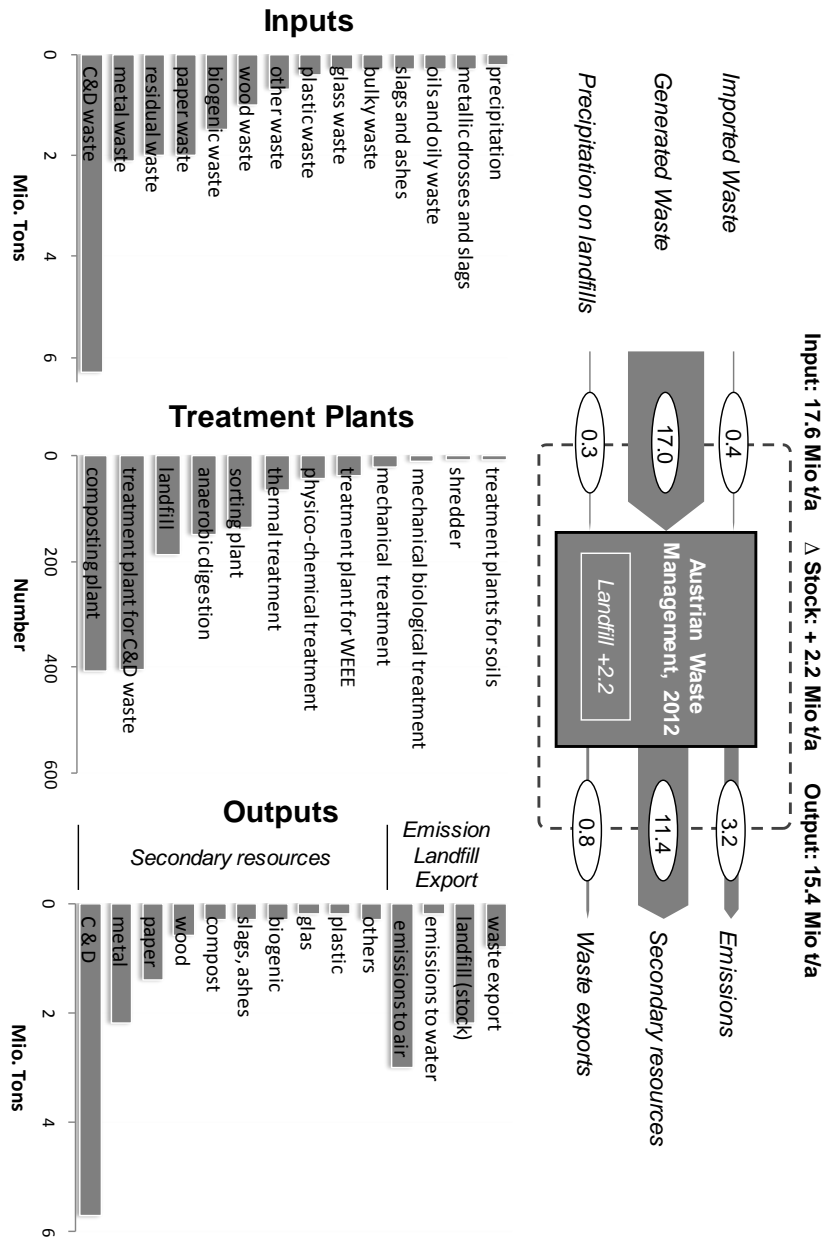 Input: 17.6 Mio t/a
Δ Stock: + 2.2 Mio t/a
Output: 15.4 Mio t/a
Imported Waste
0.4
Generated Waste
17.0
Precipitation on landfills
0.3
Austrian Waste
Management, 2012
Landfill +2.2
3.2
Emissions
11.4
Secondary resources
0.8
Waste exports
Inputs
precipitation
metallic drosses and slags
oils and oily waste
slags and ashes
bulky waste
glass waste
plastic waste
other waste
wood waste
biogenic waste
paper waste
residual waste
metal waste
C&D waste
0
2
4
6
Mio. Tons
Treatment Plants
treatment plants for soils
shredder
mechanical biological treatment
mechanical treatment
treatment plant for WEEE
physico-chemical treatment
thermal treatment
sorting plant
anaerobic digestion
landfill
treatment plant for C&D waste
composting plant
0
200
400
600
Number
Outputs
Emission
Landfill
Export
Secondary resources
waste export
landfill (stock)
emissions to water
emissions to air
others
plastic
glas
biogenic
slags, ashes
compost
wood
paper
metal
C & D
0
2
4
6
Mio. Tons